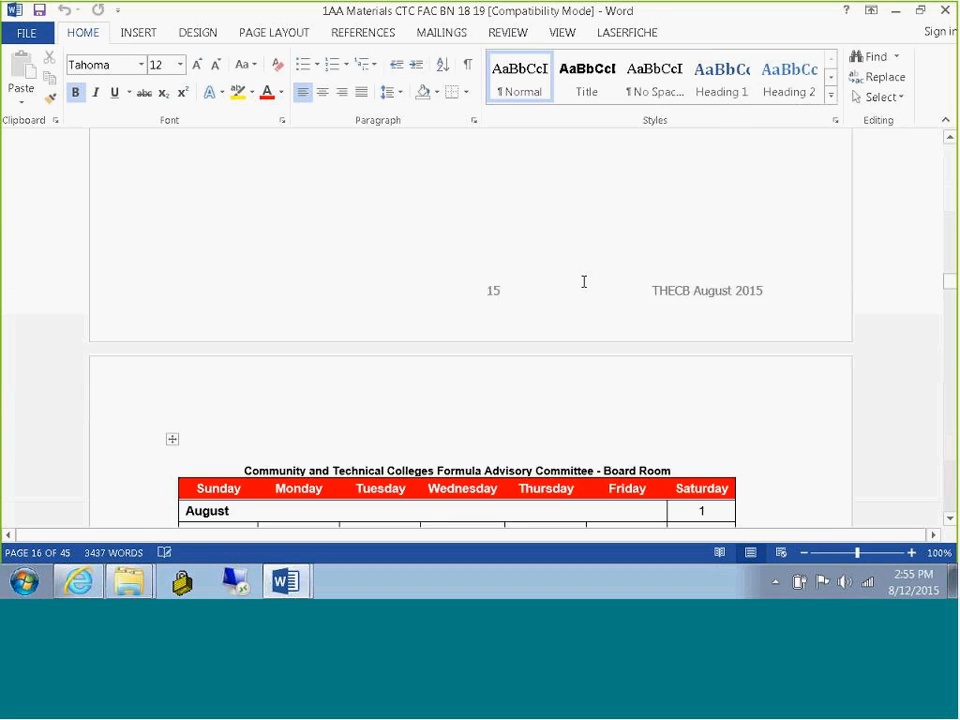 1AA Materials CTC FAC BN 18 19 [Compatibility Mode] - Word
FILE HOME INSERT DESIGN PAGE LAYOUT REFERENCES MAILINGS REVIEW VIEW LASERFICHE Sign in
Tahoma 12 Aa AaBbCcI AaBbCcI AaBbCcI AaBbCc AaBbCc Find
Replace
Paste B I U abc x₂ x² A A ¶ Normal Title ¶ No Spac... Heading 1 Heading 2 Select
Clipboard Font Paragraph Styles Editing
15 THECB August 2015
Community and Technical Colleges Formula Advisory Committee - Board Room
Sunday Monday Tuesday Wednesday Thursday Friday Saturday
August 1
PAGE 16 OF 45 3437 WORDS 100%
2:55 PM
8/12/2015